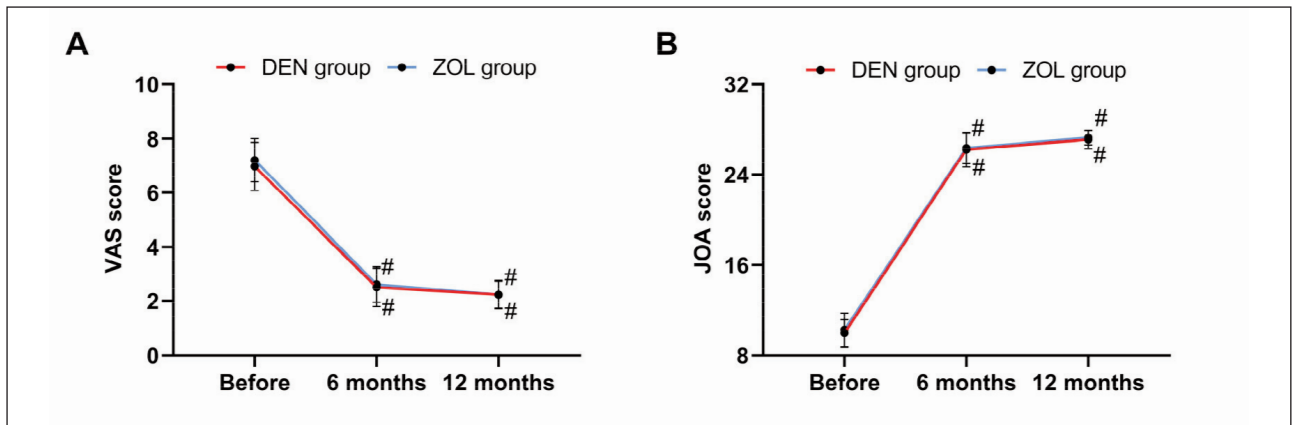 A
DEN group ZOL group
10
8
6
4
2
0
VAS score
# # # #
Before 6 months 12 months
B
DEN group ZOL group
32
24
16
8
JOA score
# # # #
Before 6 months 12 months